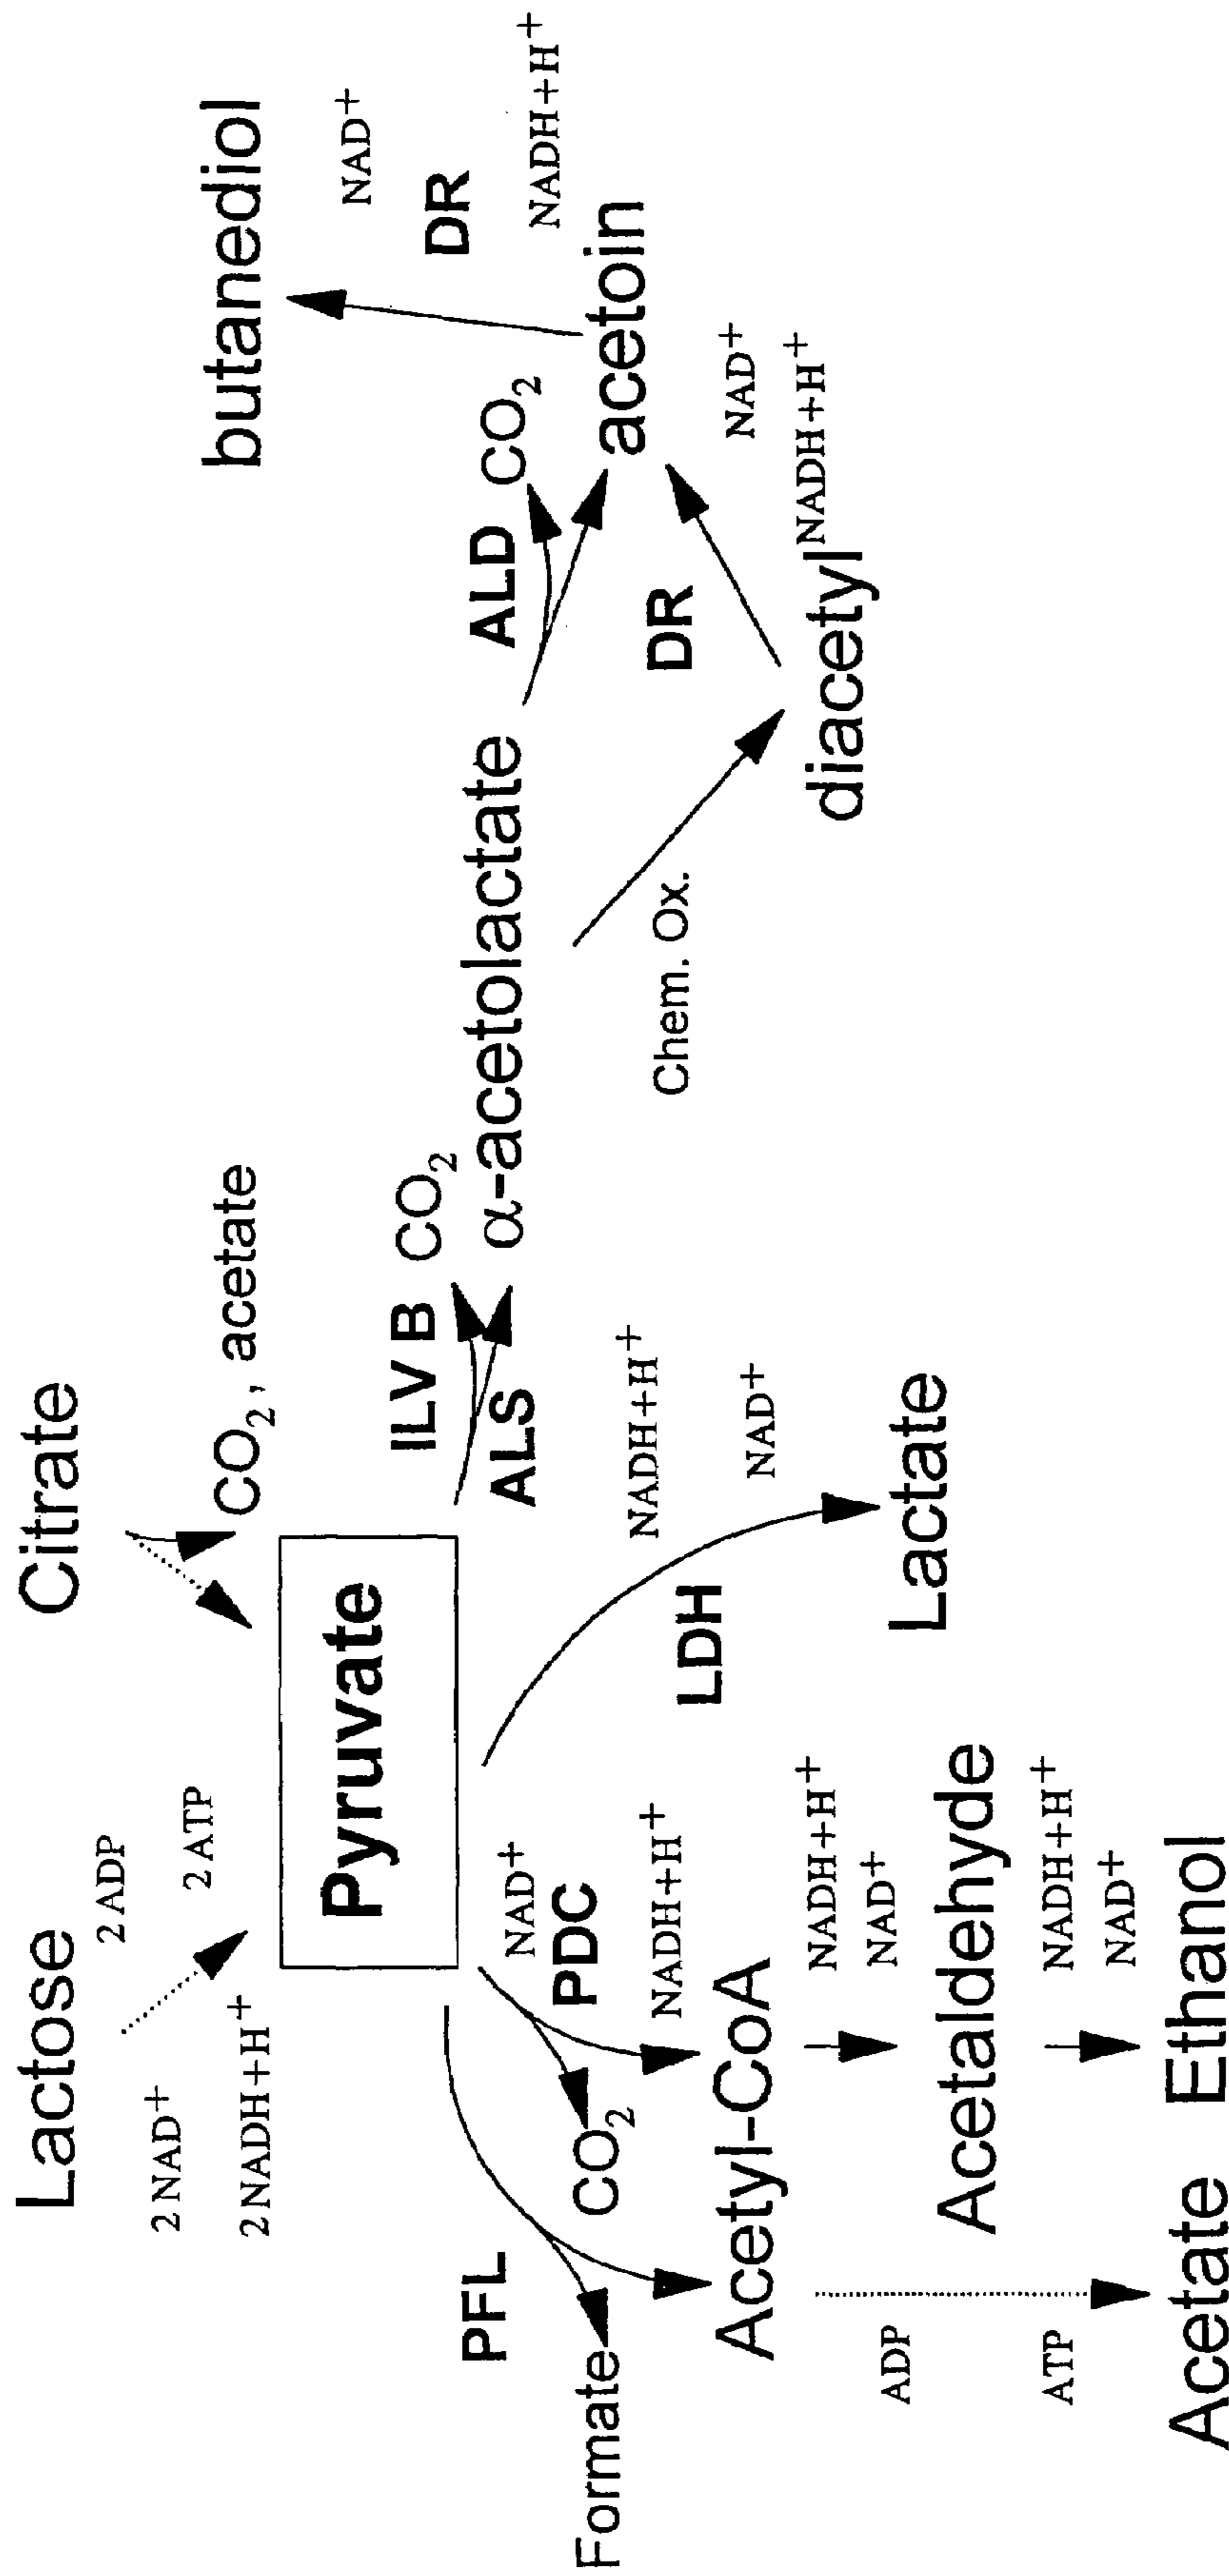 Lactose
Citrate
2 NAD+
2 ADP
2 NADH+H+
2 ATP
CO2, acetate
butanediol
Pyruvate
NAD+
DR
NADH+H+
ILV B
CO2
ALS
α-acetolactate
ALD
CO2
acetoin
PFL
NAD+
PDC
NADH+H+
Formate
CO2
LDH
NADH+H+
NAD+
Chem. Ox.
DR
NAD+
NADH+H+
diacetyl
Acetyl-CoA
Lactate
ADP
ATP
NADH+H+
NAD+
Acetaldehyde
NADH+H+
NAD+
Acetate
Ethanol